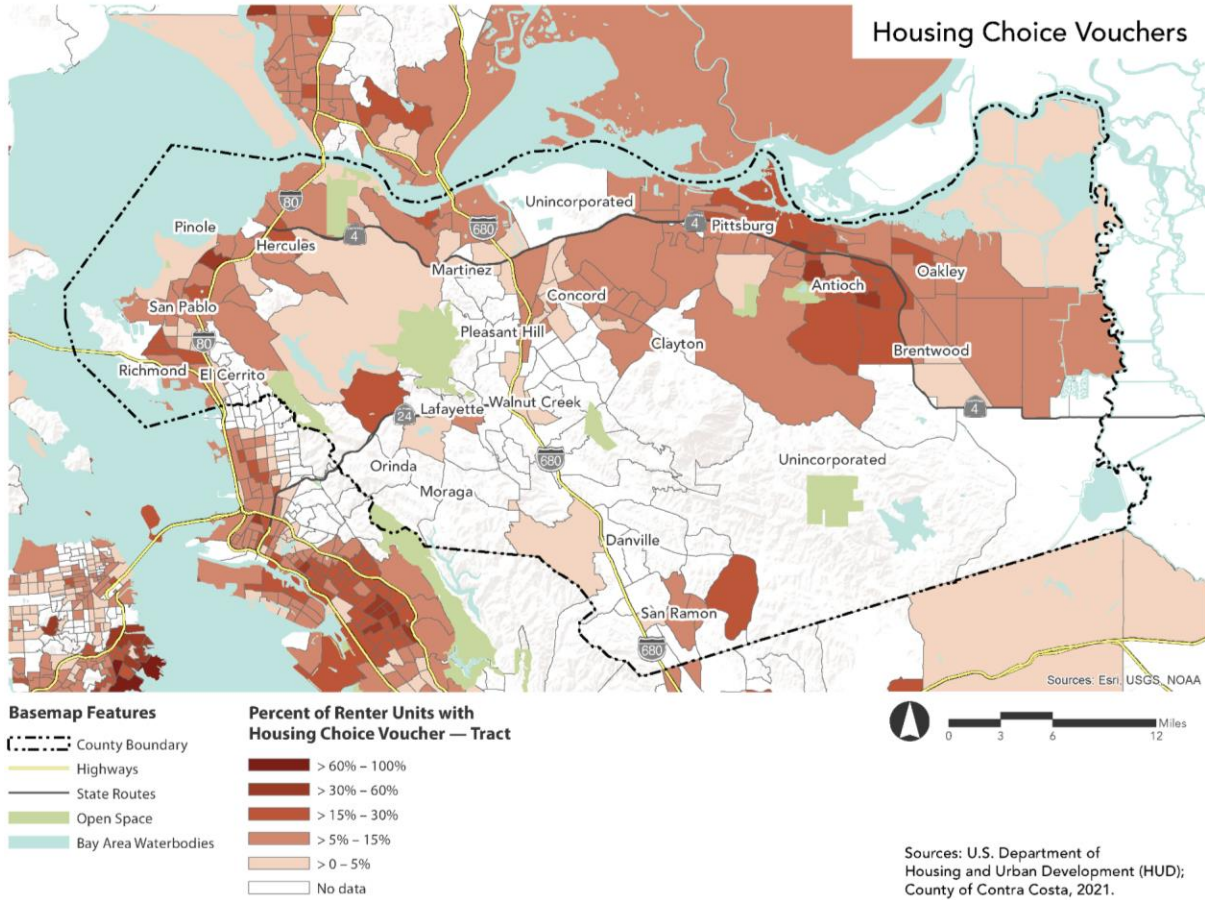 Housing Choice Vouchers
Unincorporated
80
Pinole
Hercules
4
680
4
Pittsburg
Martinez
Oakley
San Pablo
Concord
Antioch
80
Pleasant Hill
Clayton
Brentwood
Richmond
El Cerrito
24
Lafayette
Walnut Creek
4
Orinda
680
Unincorporated
Moraga
Danville
San Ramon
680
Sources: Esri, USGS, NOAA
Basemap Features
County Boundary
Highways
State Routes
Open Space
Bay Area Waterbodies
Percent of Renter Units with
Housing Choice Voucher — Tract
> 60% – 100%
> 30% – 60%
> 15% – 30%
> 5% – 15%
> 0 – 5%
No data
Miles
0 3 6 12
Sources: U.S. Department of
Housing and Urban Development (HUD);
County of Contra Costa, 2021.